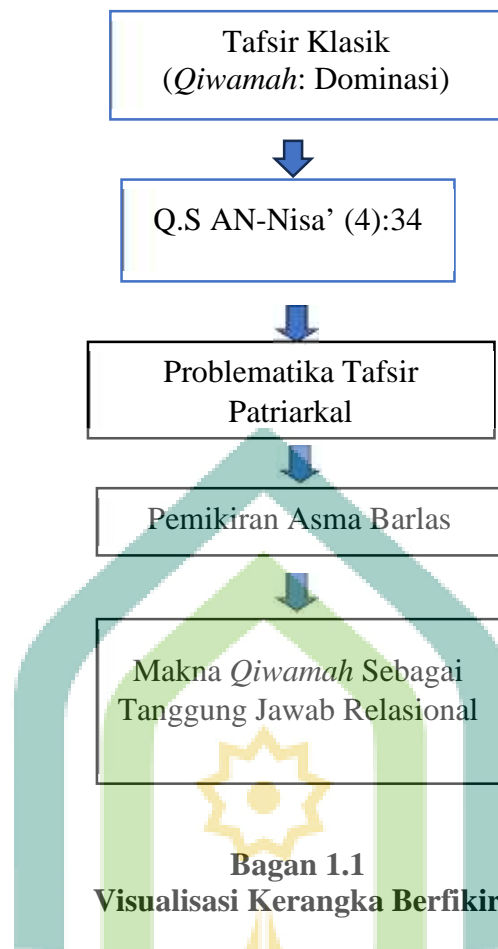 Tafsir Klasik
(Qiwamah: Dominasi)
Q.S AN-Nisa’ (4):34
Problematika Tafsir
Patriarkal
Pemikiran Asma Barlas
Makna Qiwamah Sebagai
Tanggung Jawab Relasional
Bagan 1.1
Visualisasi Kerangka Berfikir